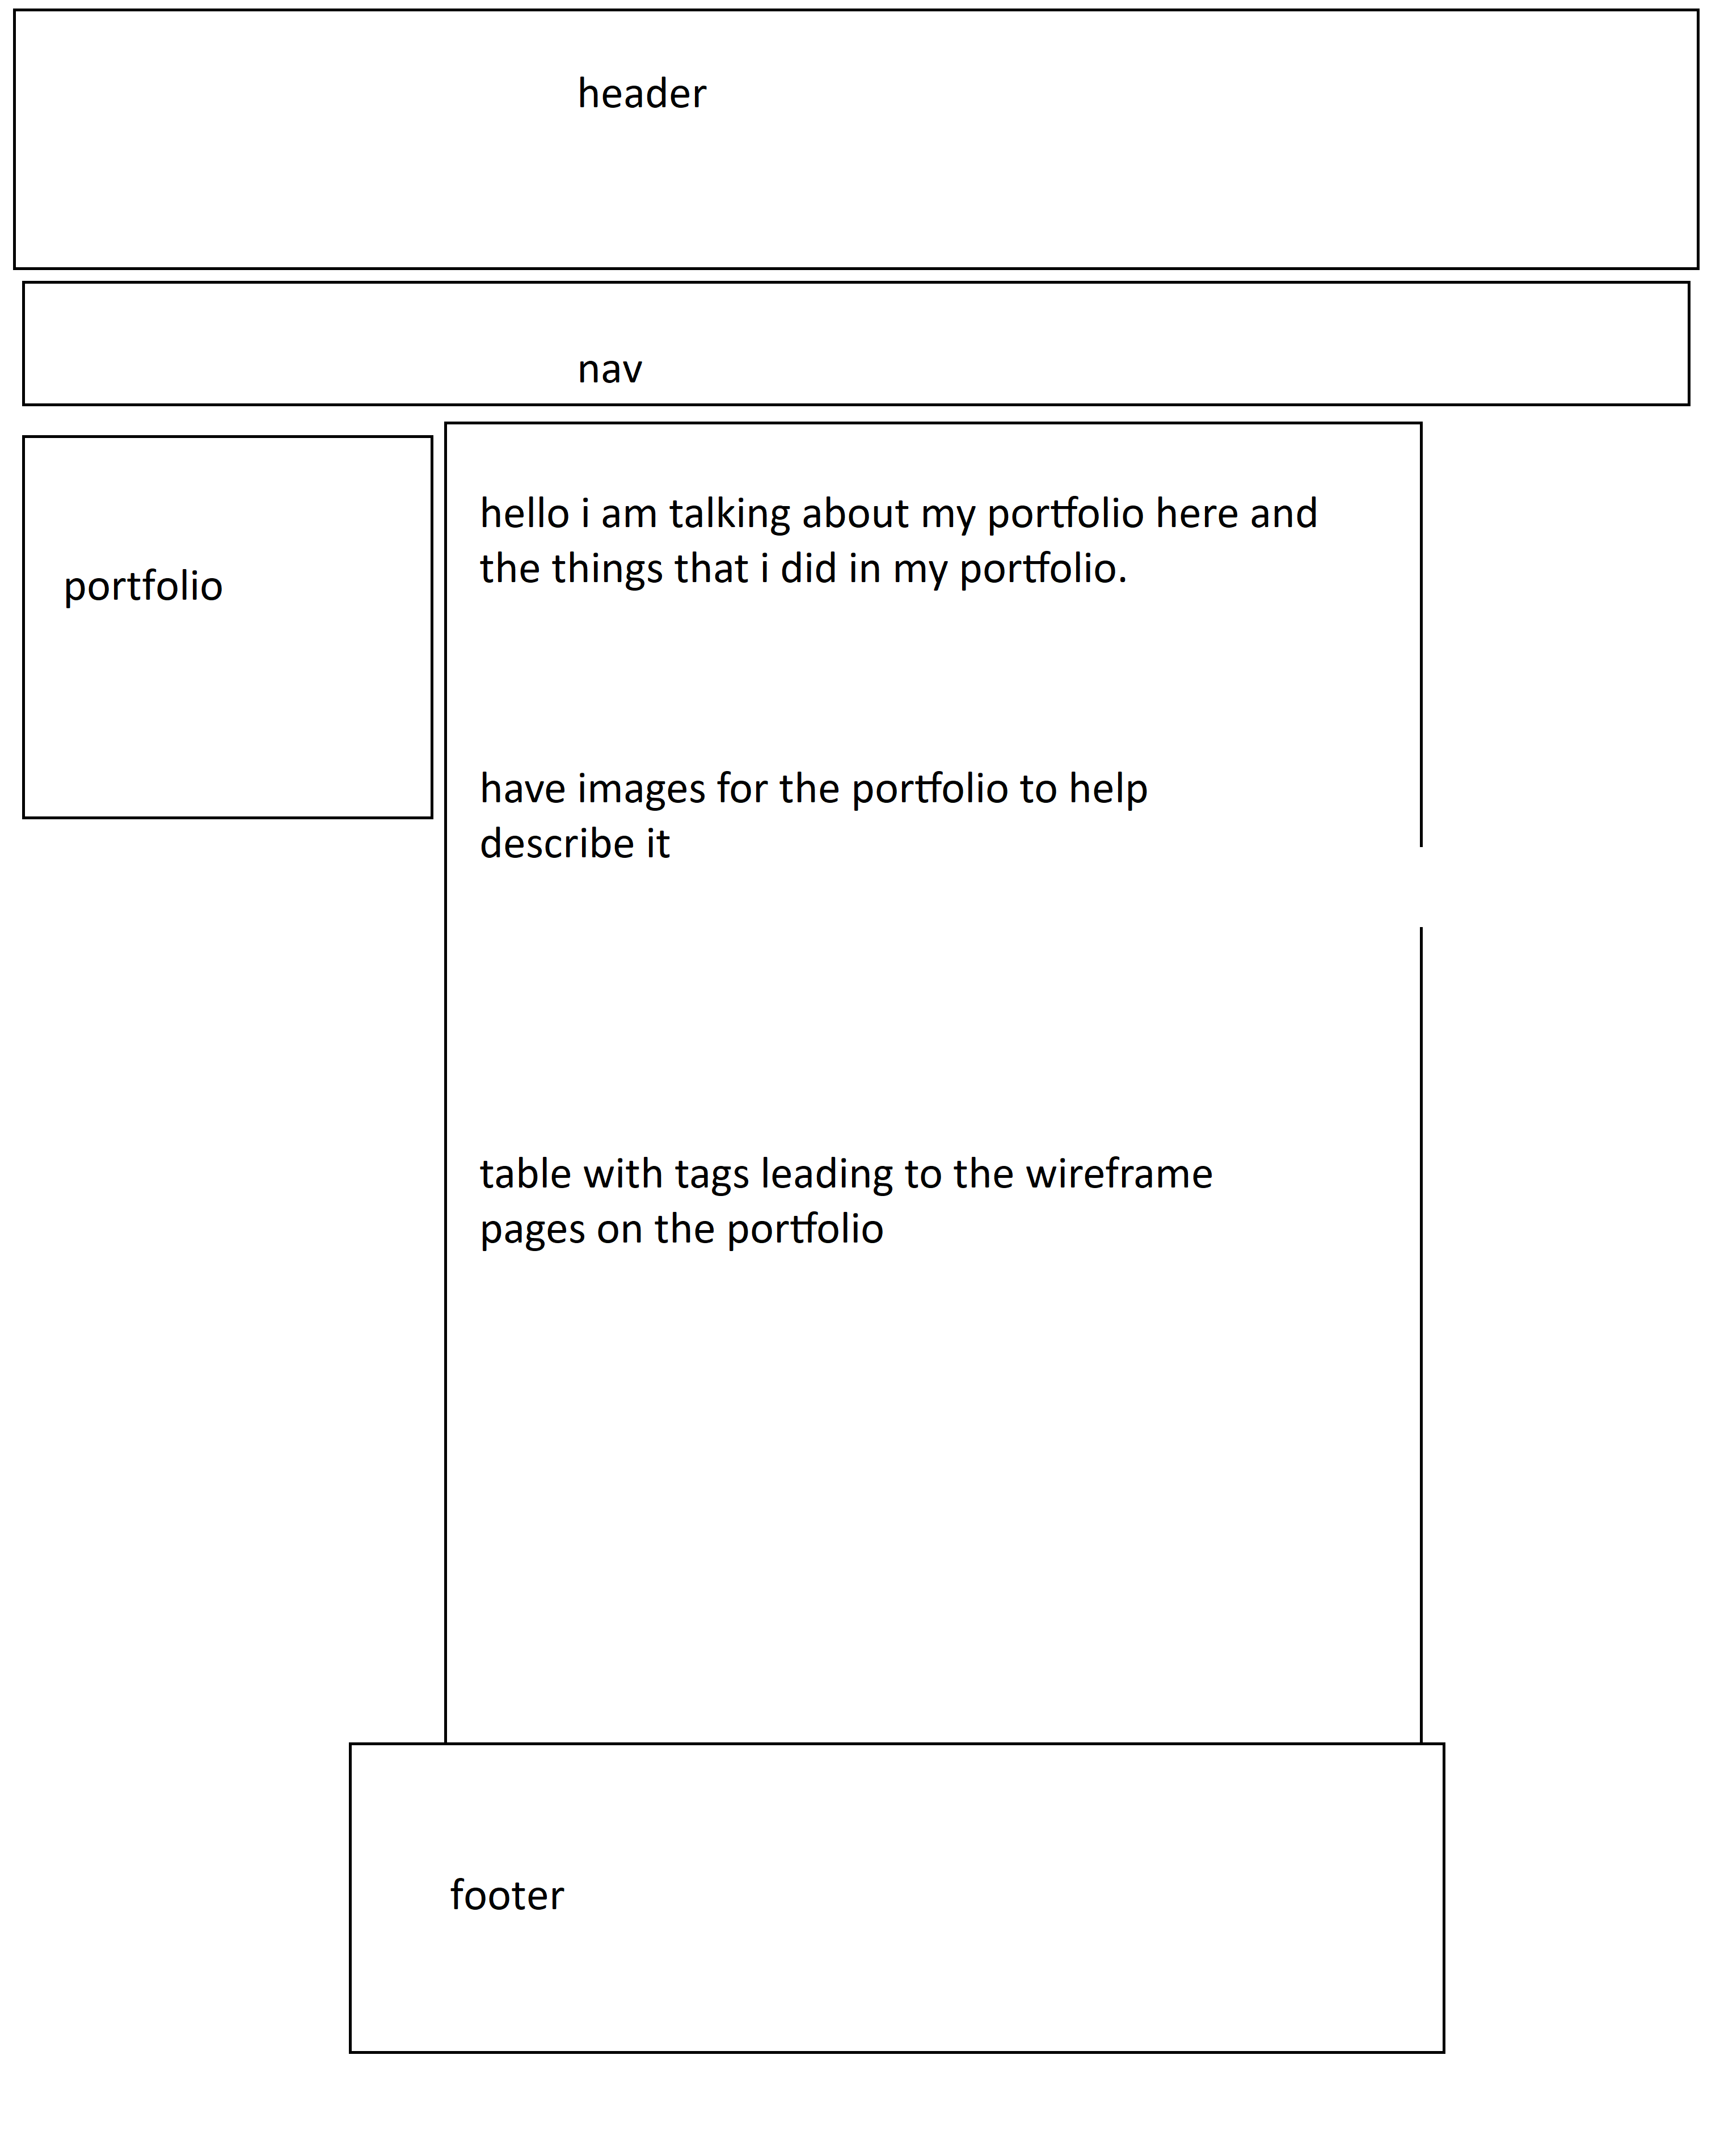 header
nav
portfolio
hello i am talking about my portfolio here and
the things that i did in my portfolio.
have images for the portfolio to help
describe it
table with tags leading to the wireframe
pages on the portfolio
footer